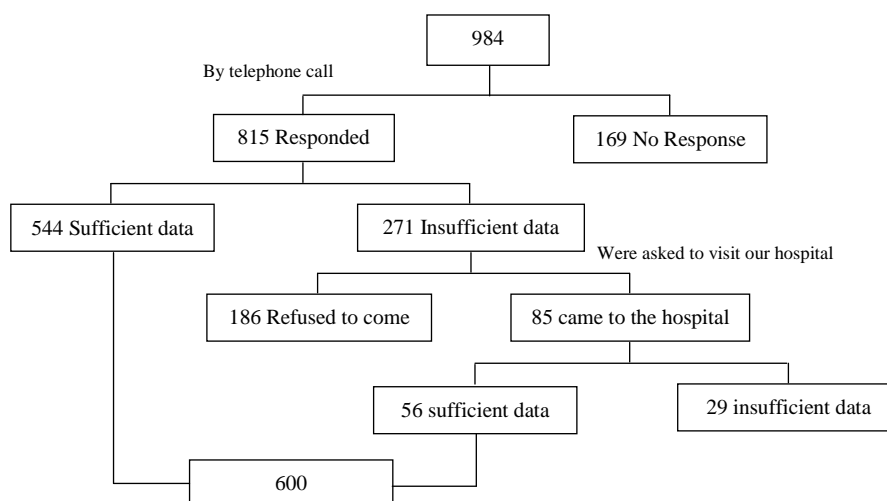 984
By telephone call
815 Responded
169 No Response
544 Sufficient data
271 Insufficient data
Were asked to visit our hospital
186 Refused to come
85 came to the hospital
56 sufficient data
29 insufficient data
600